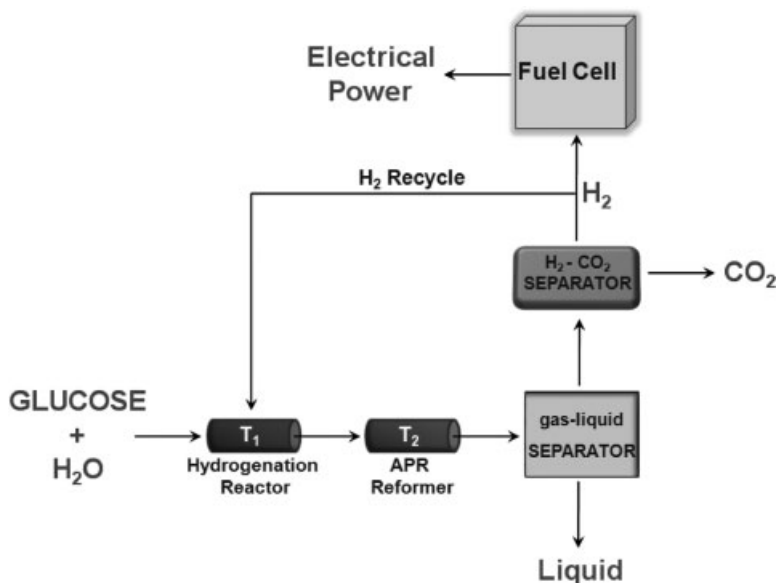 Electrical
Power
Fuel Cell
H₂ Recycle
H₂
H₂ - CO₂
SEPARATOR
CO₂
GLUCOSE
+
H₂O
T₁
Hydrogenation
Reactor
T₂
APR
Reformer
gas-liquid
SEPARATOR
Liquid